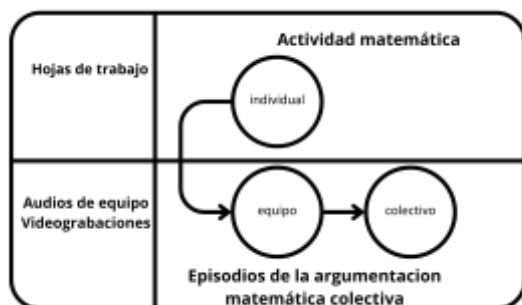 Actividad matemática
Hojas de trabajo
individual
Audios de equipo
Videograbaciones
equipo
colectivo
Episodios de la argumentacion
matemática colectiva